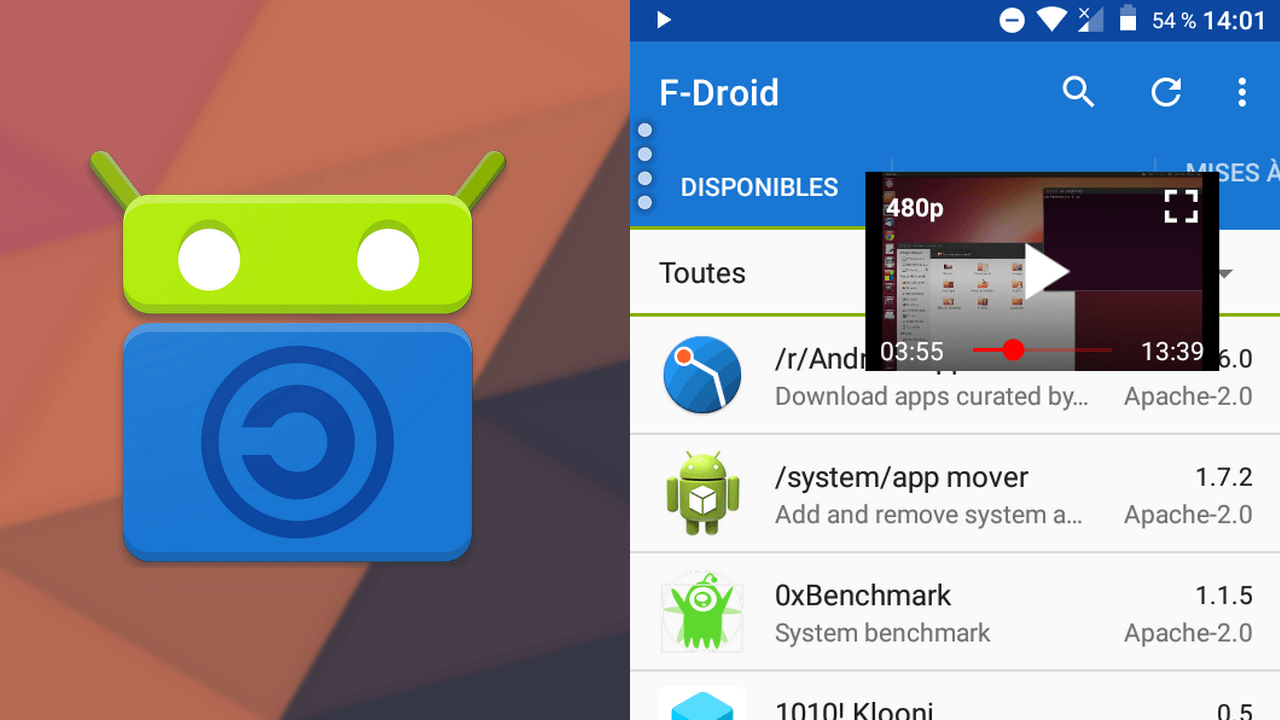 54 % 14:01
F-Droid
DISPONIBLES
MISES À
480p
Toutes
03:55 13:39
/r/Andr 6.0
Download apps curated by… Apache-2.0
/system/app mover 1.7.2
Add and remove system a… Apache-2.0
0xBenchmark 1.1.5
System benchmark Apache-2.0
1010! Klooni 0.5